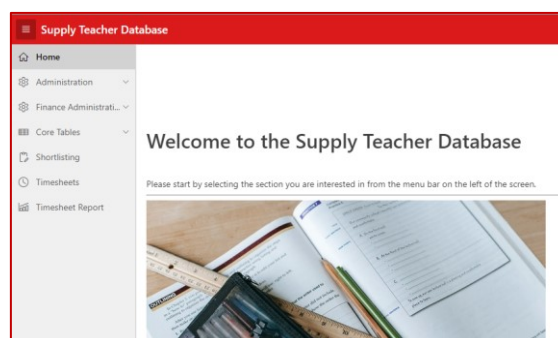 Supply Teacher Database
Home
Administration
Finance Administrati...
Core Tables
Shortlisting
Timesheets
Timesheet Report
Welcome to the Supply Teacher Database
Please start by selecting the section you are interested in from the menu bar on the left of the screen.